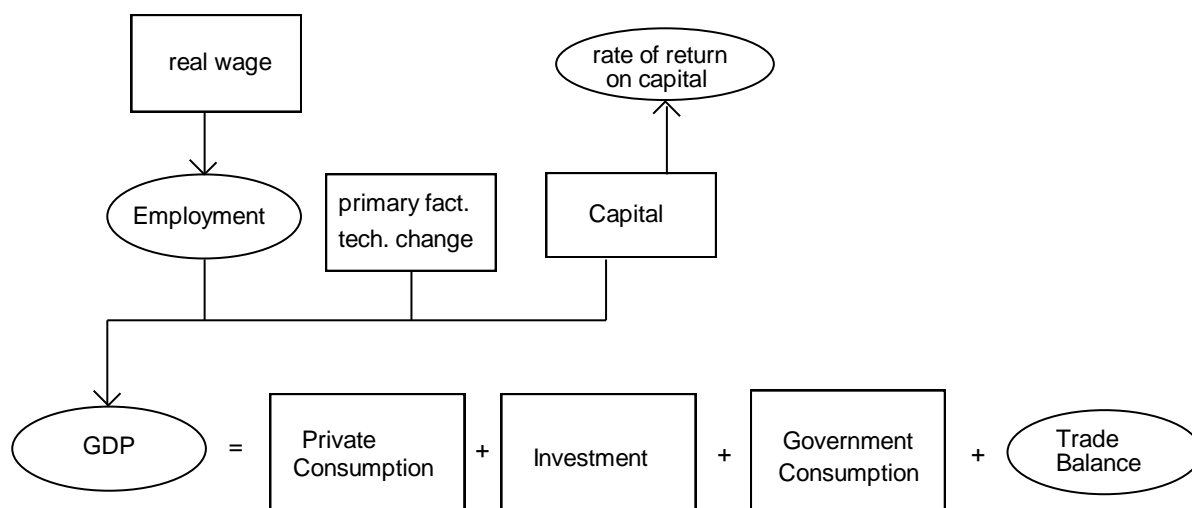 real wage
rate of return
on capital
Employment
primary fact.
tech. change
Capital
GDP
=
Private
Consumption
+
Investment
+
Government
Consumption
+
Trade
Balance